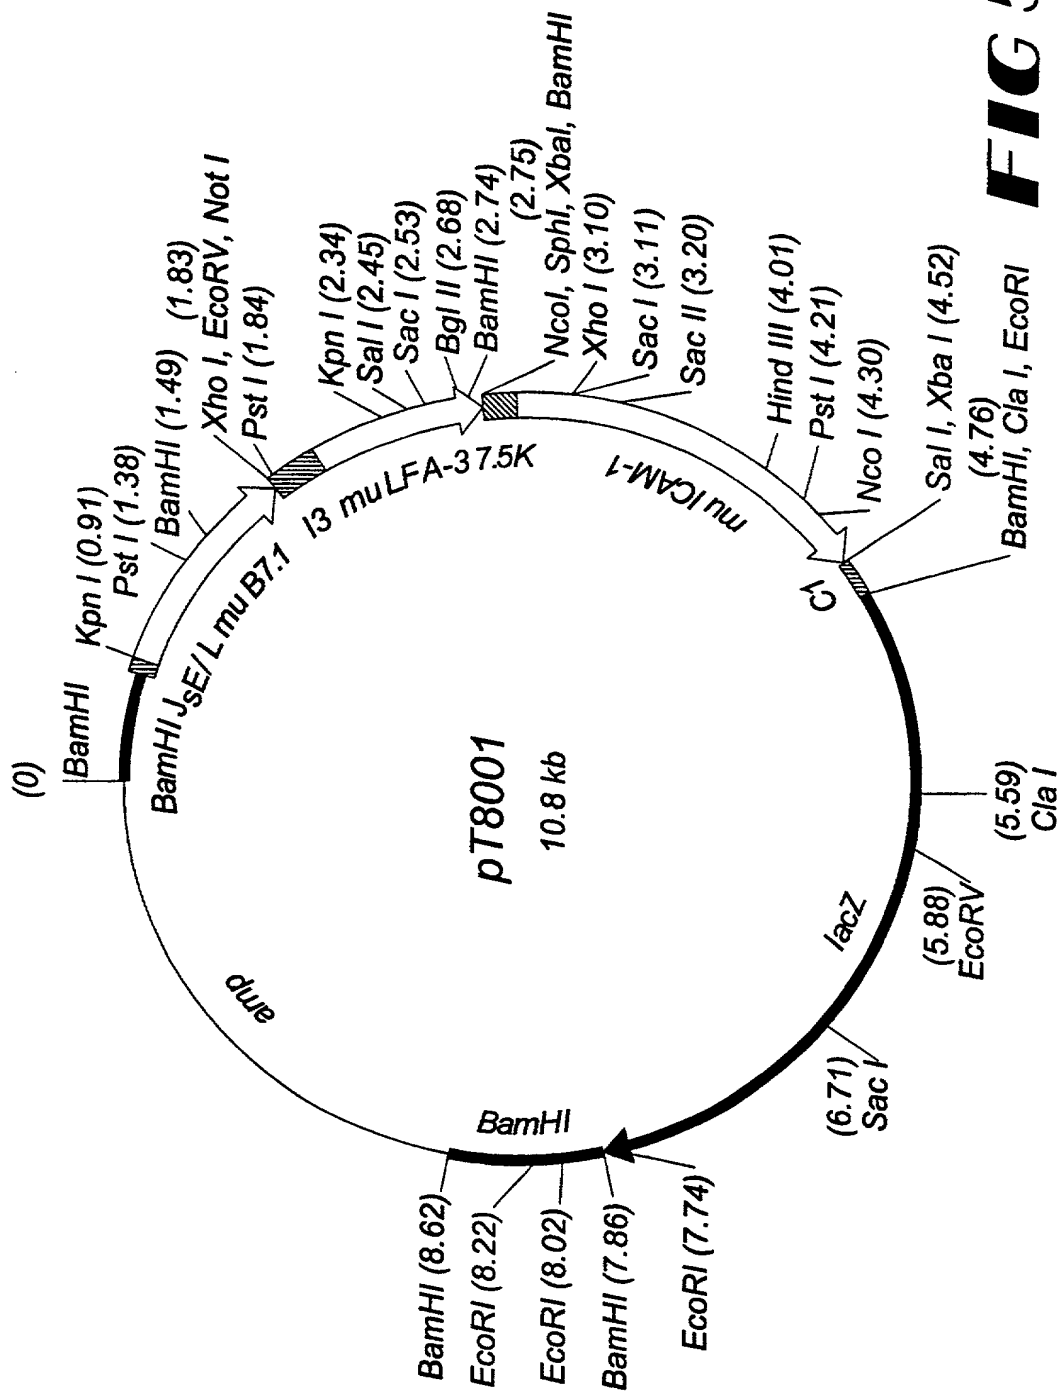 (0)
BamHI
Kpn I (0.91)
Pst I (1.38)
BamHI (1.49)
(1.83)
Xho I, EcoRV, Not I
Pst I (1.84)
Kpn I (2.34)
Sal I (2.45)
Sac I (2.53)
Bgl II (2.68)
BamHI (2.74)
(2.75)
NcoI, SphI, XbaI, BamHI
Xho I (3.10)
Sac I (3.11)
Sac II (3.20)
Hind III (4.01)
Pst I (4.21)
Nco I (4.30)
Sal I, Xba I (4.52)
(4.76)
BamHI, Cla I, EcoRI
(5.59)
Cla I
(5.88)
EcoRV
(6.71)
Sac I
EcoRI (7.74)
BamHI (7.86)
EcoRI (8.02)
EcoRI (8.22)
BamHI (8.62)
BamHI J sE/L mu B7.1
I3 mu LFA-3 7.5K
mu ICAM-1
C1
lacZ
BamHI
amp
pT8001
10.8 kb
FIG